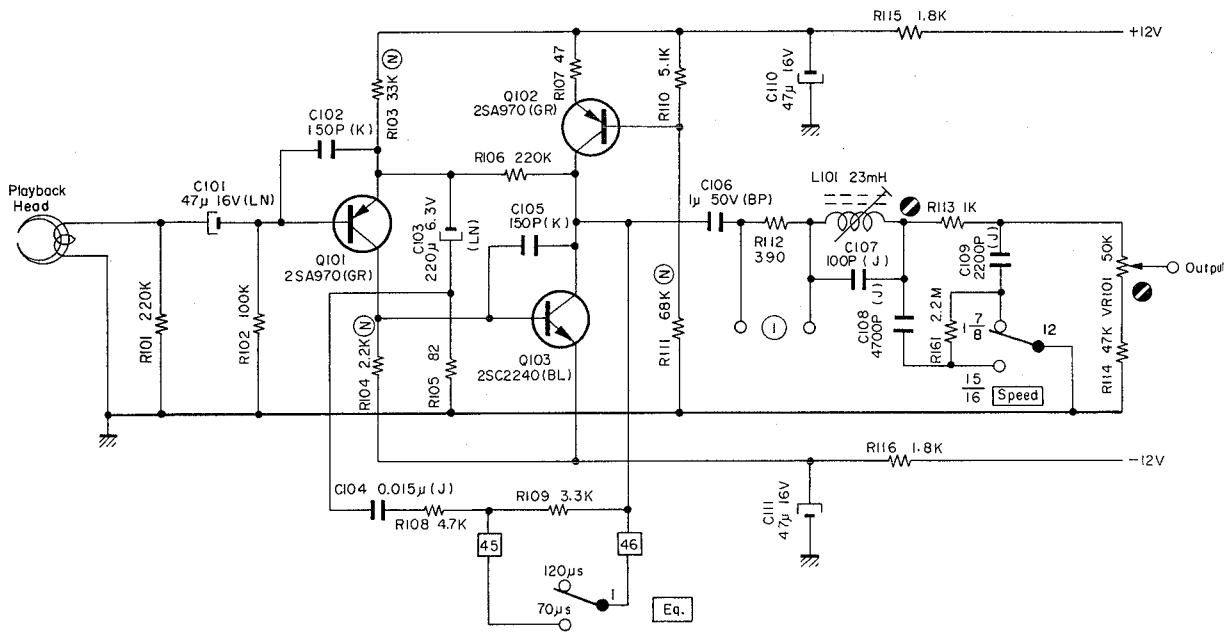 R115 1.8K
+12V
R103 33K N
R107 47
R110 5.1K
C110
47μ 16V
Q102
2SA970(GR)
C102
150P(K)
R106 220K
L101 23mH
C106
1μ 50V(BP)
Playback
Head
C101
47μ 16V(LN)
C105
150P(K)
R113 1K
R112
390
C107
100P(J)
C109
2200P
(J)
VR101 50K
Output
C103
220μ 6.3V
(LN)
Q101
2SA970(GR)
R101 220K
R102 100K
R104 2.2K N
R105 82
Q103
2SC2240(BL)
R111 68K N
1
C108
4700P (J)
R161 2.2M
1 7/8
12
15/16
Speed
R114 47K
R116 1.8K
-12V
C104 0.015μ(J)
R108 4.7K
R109 3.3K
C111
47μ 16V
45
46
120μs
1
70μs
Eq.